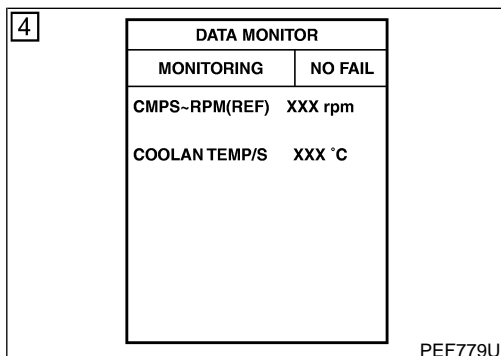 4
DATA MONITOR
MONITORING NO FAIL
CMPS~RPM(REF) XXX rpm
COOLAN TEMP/S XXX °C
PEF779U